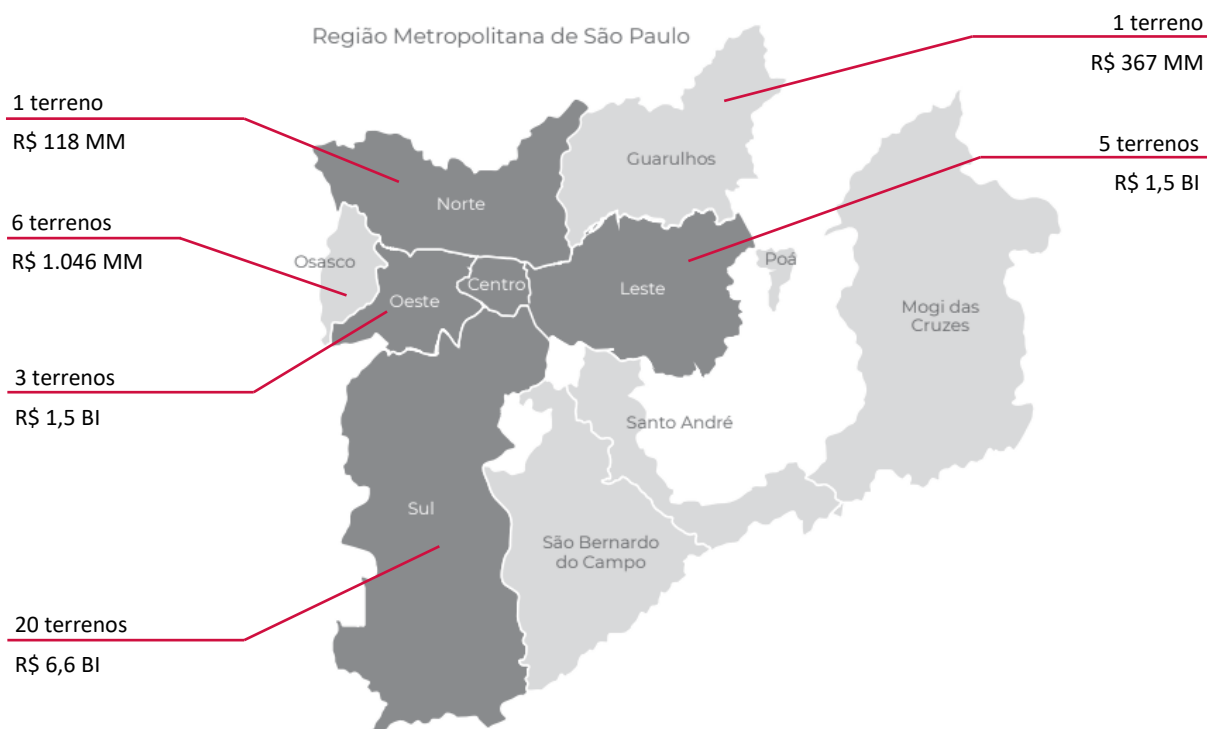 Região Metropolitana de São Paulo
1 terreno
R$ 367 MM
1 terreno
R$ 118 MM
5 terrenos
R$ 1,5 BI
Guarulhos
Norte
6 terrenos
R$ 1.046 MM
Osasco
Poá
Centro
Leste
Oeste
Mogi das
Cruzes
3 terrenos
R$ 1,5 BI
Santo André
Sul
São Bernardo
do Campo
20 terrenos
R$ 6,6 BI